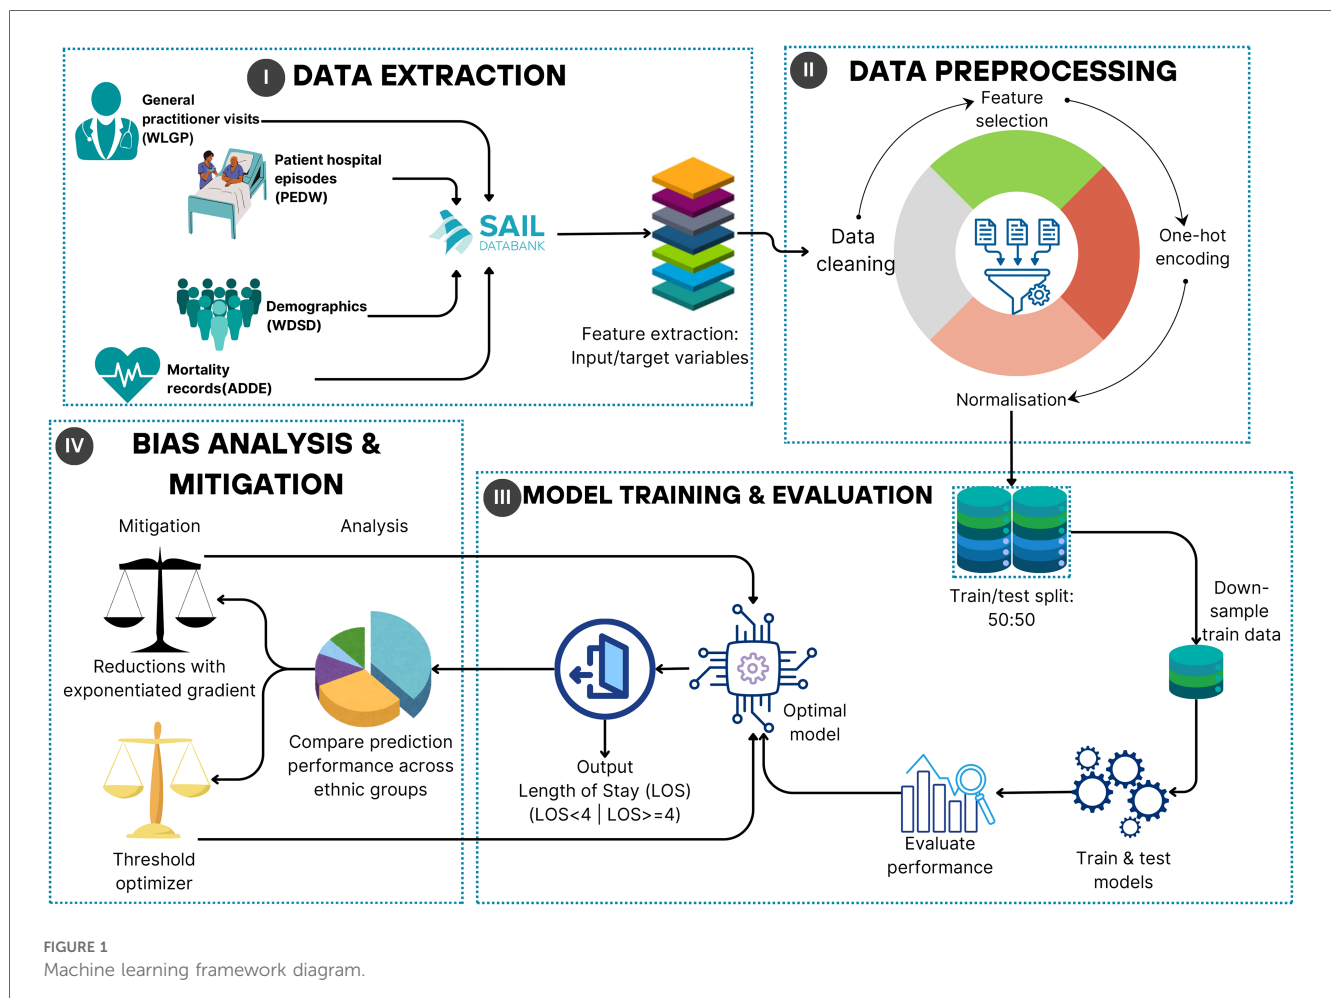 I DATA EXTRACTION
General
practitioner visits
(WLGP)
Patient hospital
episodes
(PEDW)
SAIL
DATABANK
Demographics
(WDSD)
Mortality
records(ADDE)
Feature extraction:
Input/target variables
II DATA PREPROCESSING
Feature
selection
Data
cleaning
One-hot
encoding
Normalisation
III MODEL TRAINING & EVALUATION
Train/test split:
50:50
Down-
sample
train data
Train & test
models
Evaluate
performance
Optimal
model
Output
Length of Stay (LOS)
(LOS<4 | LOS>=4)
IV BIAS ANALYSIS &
MITIGATION
Mitigation
Analysis
Reductions with
exponentiated gradient
Compare prediction
performance across
ethnic groups
Threshold
optimizer
FIGURE 1
Machine learning framework diagram.